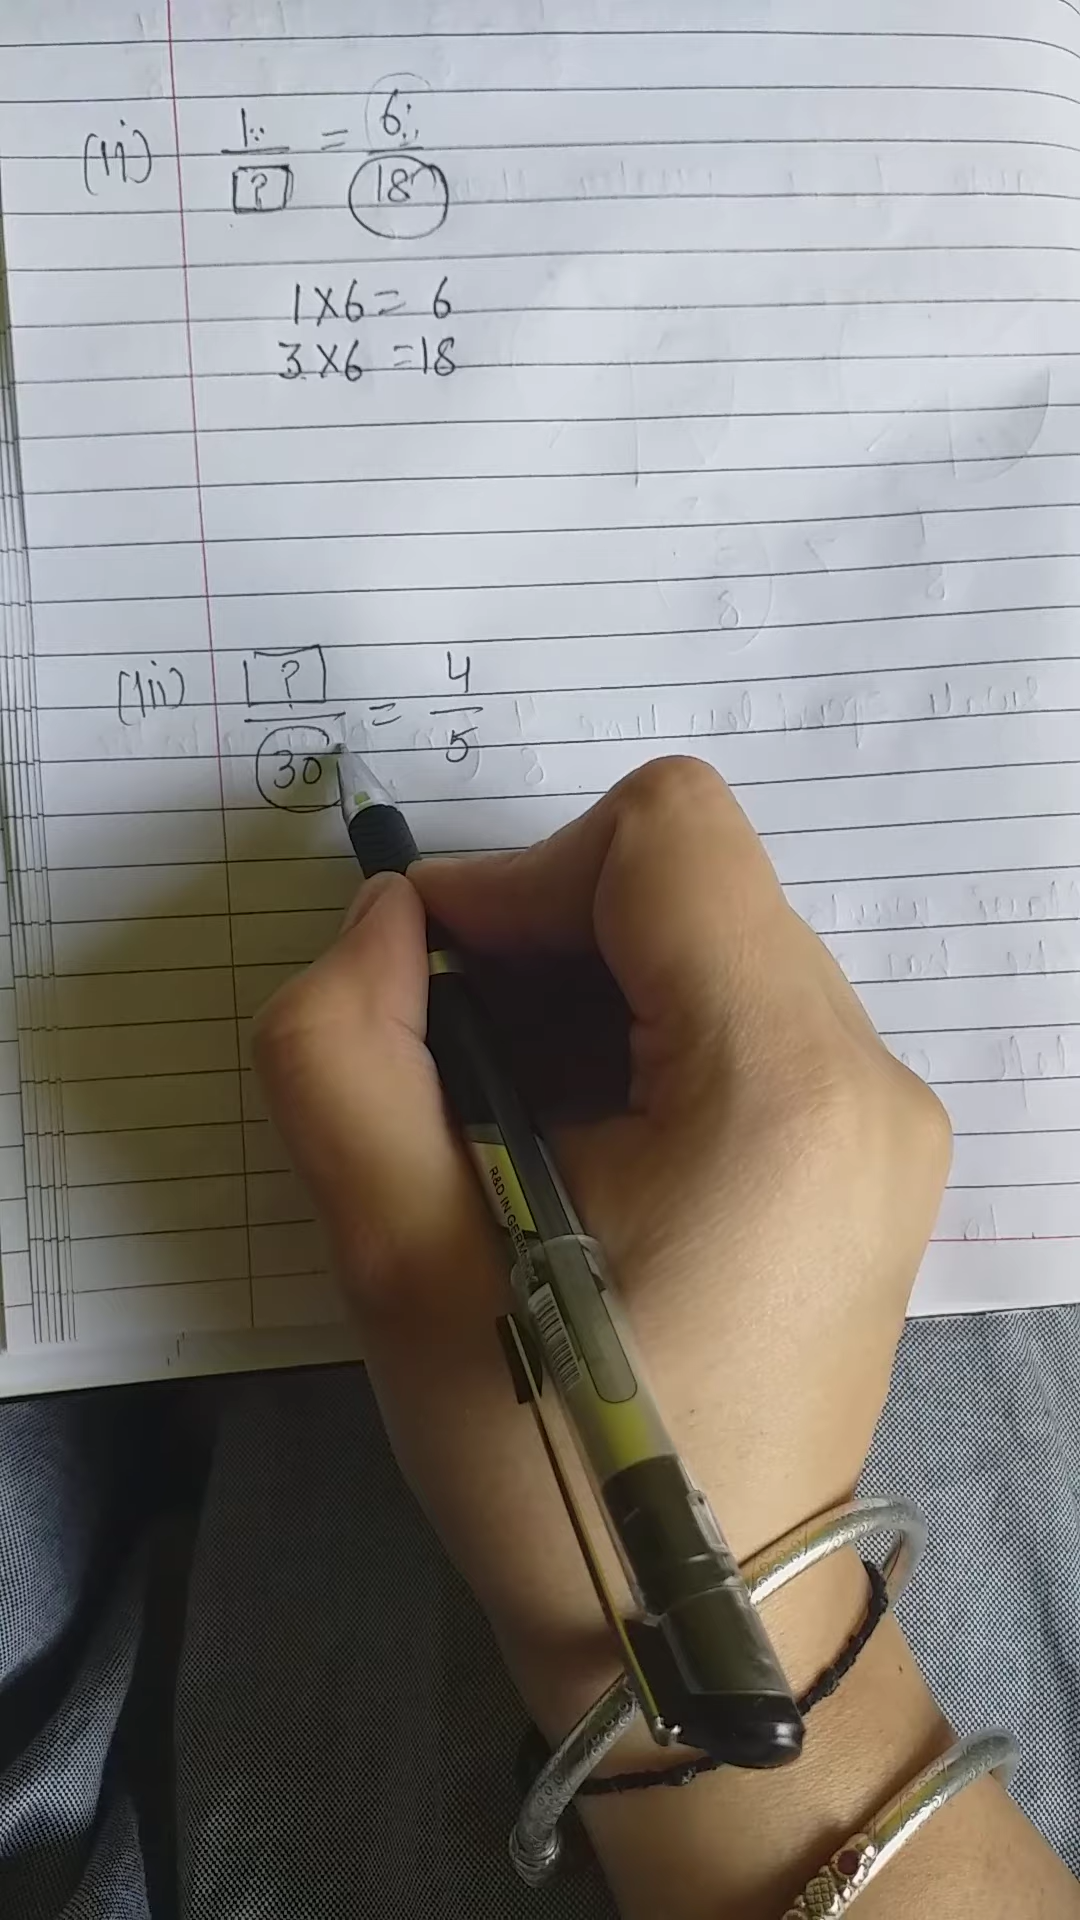 (ii) 1/[?] = 6/18
1×6= 6
3×6 =18
(iii) [?]/30 = 4/5
R&D IN GERM